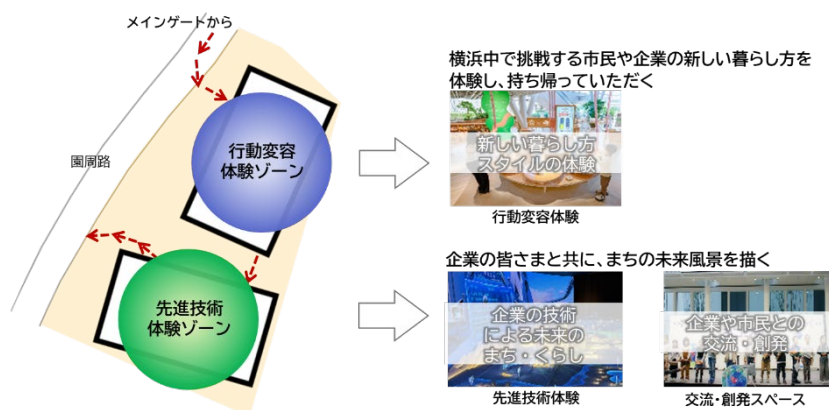 メインゲートから
園周路
行動変容
体験ゾーン
先進技術
体験ゾーン
横浜中で挑戦する市民や企業の新しい暮らし方を
体験し、持ち帰っていただく
新しい暮らし方
スタイルの体験
行動変容体験
企業の皆さまと共に、まちの未来風景を描く
企業の技術
による未来の
まち・くらし
先進技術体験
企業や市民との
交流・創発
交流・創発スペース